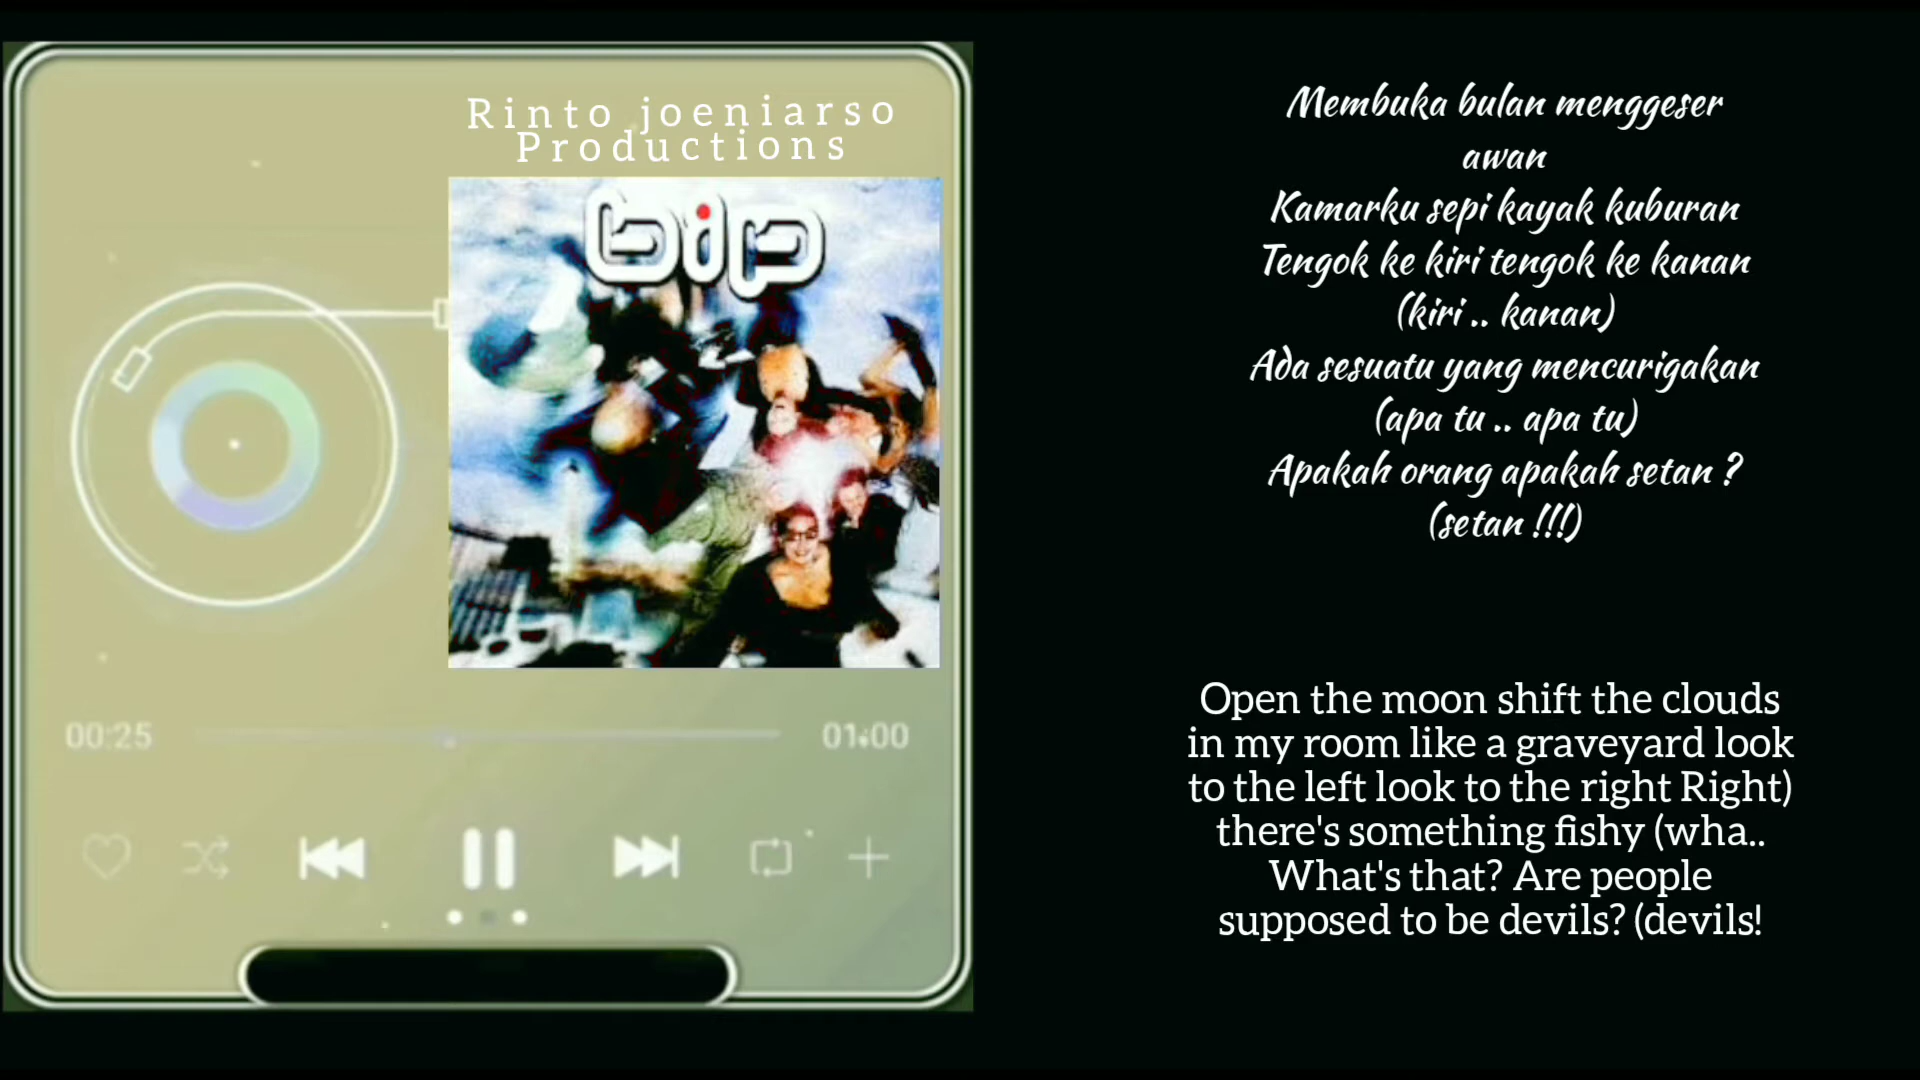 Rinto joeniarso
Productions
bip
00:25
01:00
Membuka bulan menggeser
awan
Kamarku sepi kayak kuburan
Tengok ke kiri tengok ke kanan
(kiri .. kanan)
Ada sesuatu yang mencurigakan
(apa tu .. apa tu)
Apakah orang apakah setan ?
(setan !!!)
Open the moon shift the clouds
in my room like a graveyard look
to the left look to the right Right)
there's something fishy (wha..
What's that? Are people
supposed to be devils? (devils!